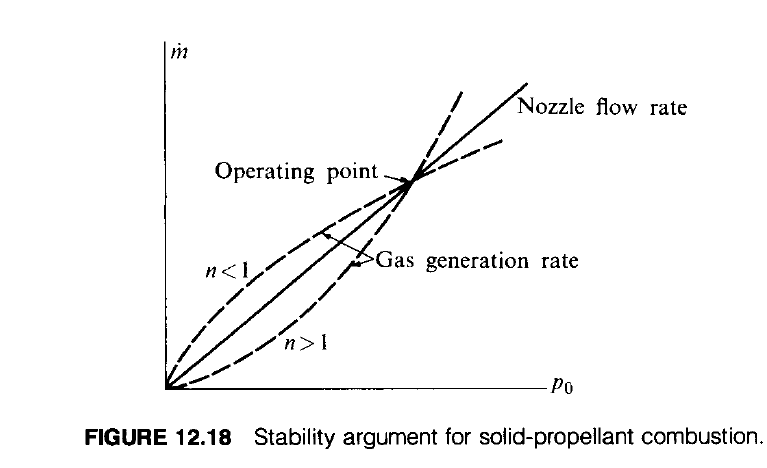 ṁ
Nozzle flow rate
Operating point
Gas generation rate
n<1
n>1
p₀
FIGURE 12.18 Stability argument for solid-propellant combustion.